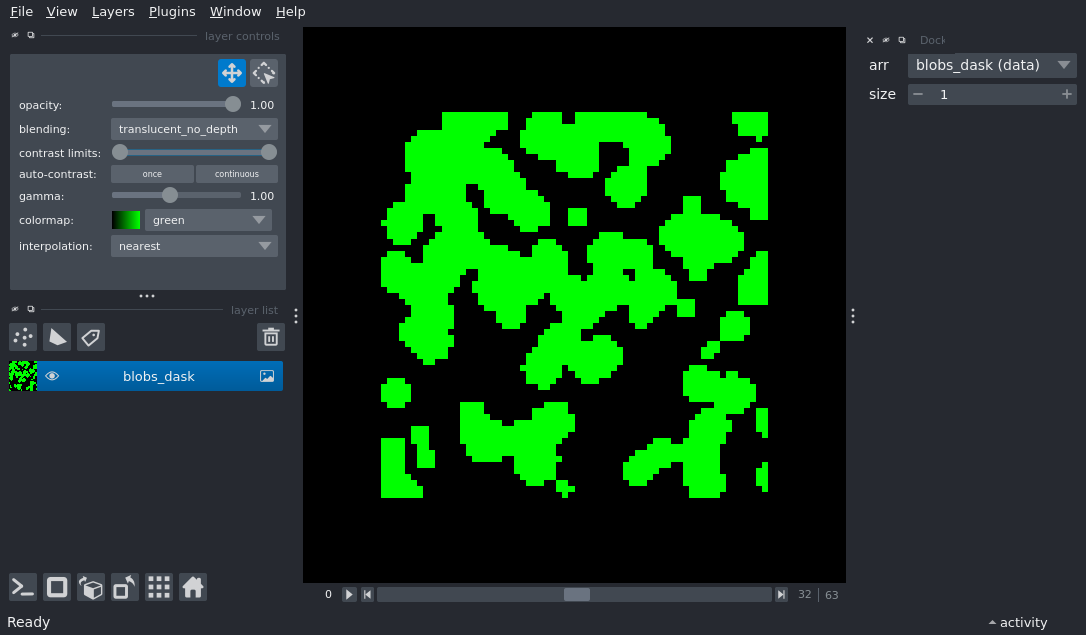 File View Layers Plugins Window Help
layer controls
opacity: 1.00
blending: translucent_no_depth
contrast limits:
auto-contrast: once continuous
gamma: 1.00
colormap: green
interpolation: nearest
layer list
blobs_dask
0 32 63
Ready
activity
Dock
arr blobs_dask (data)
size 1